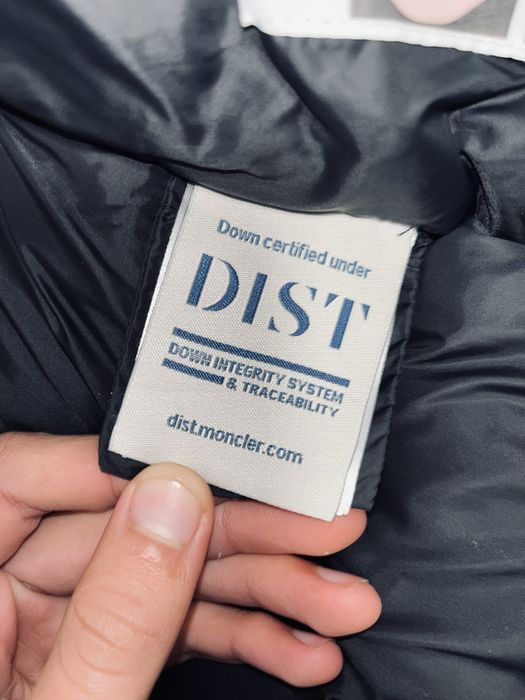 Down certified under
DIST
DOWN INTEGRITY SYSTEM
& TRACEABILITY
dist.moncler.com